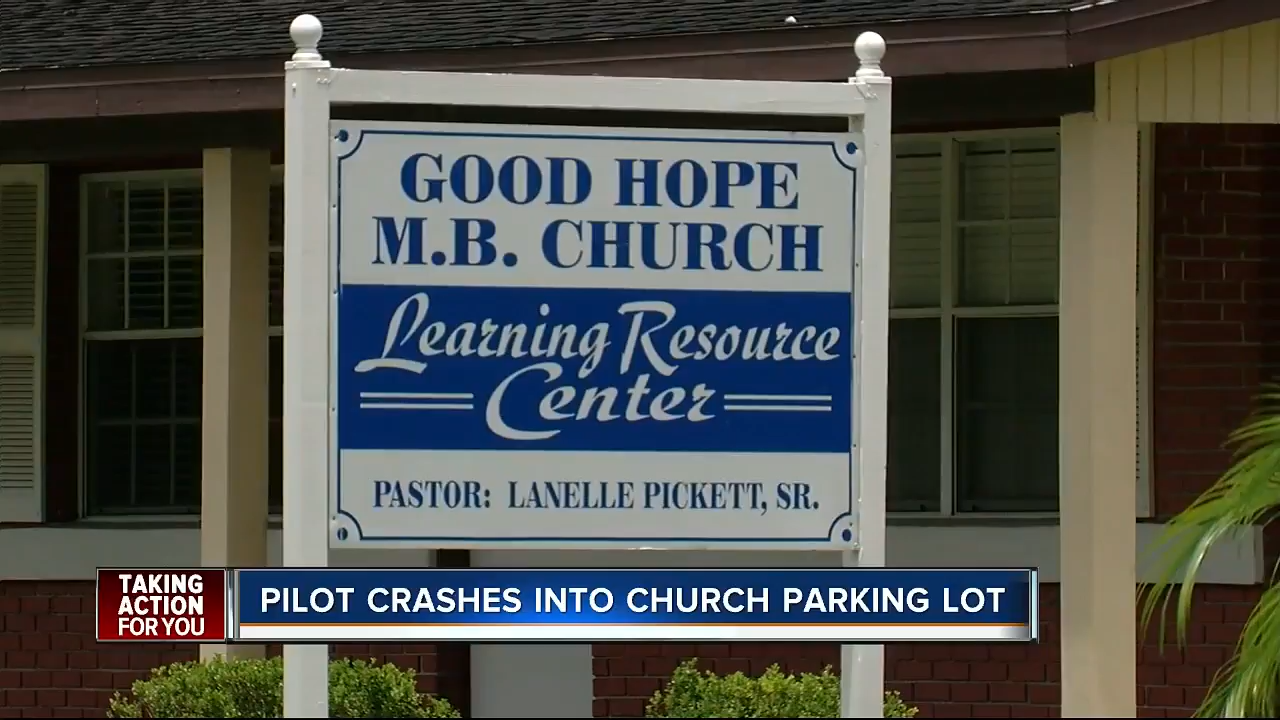 GOOD HOPE
M.B. CHURCH
Learning Resource
Center
PASTOR: LANELLE PICKETT, SR.
TAKING
ACTION
FOR YOU
PILOT CRASHES INTO CHURCH PARKING LOT